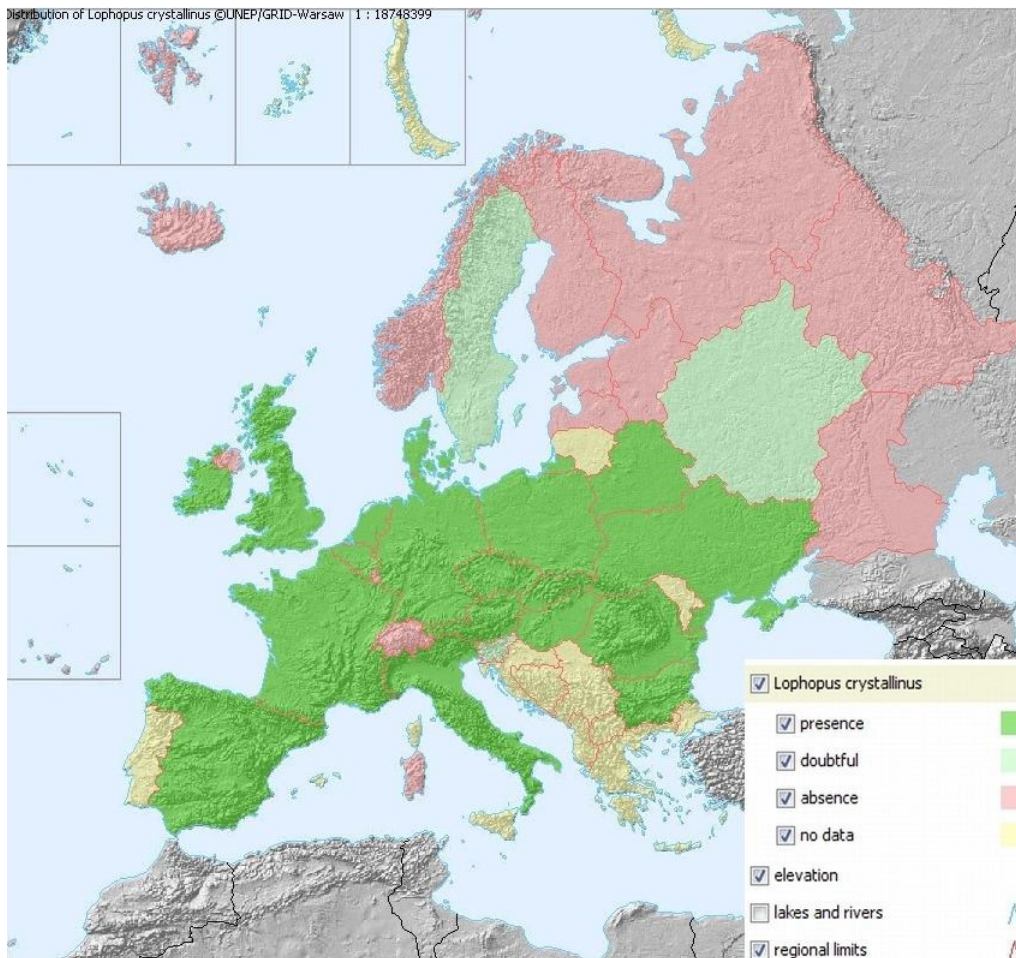 Distribution of Lophopus crystallinus ©UNEP/GRID-Warsaw 1 : 18748399
Lophopus crystallinus
presence
doubtful
absence
no data
elevation
lakes and rivers
regional limits